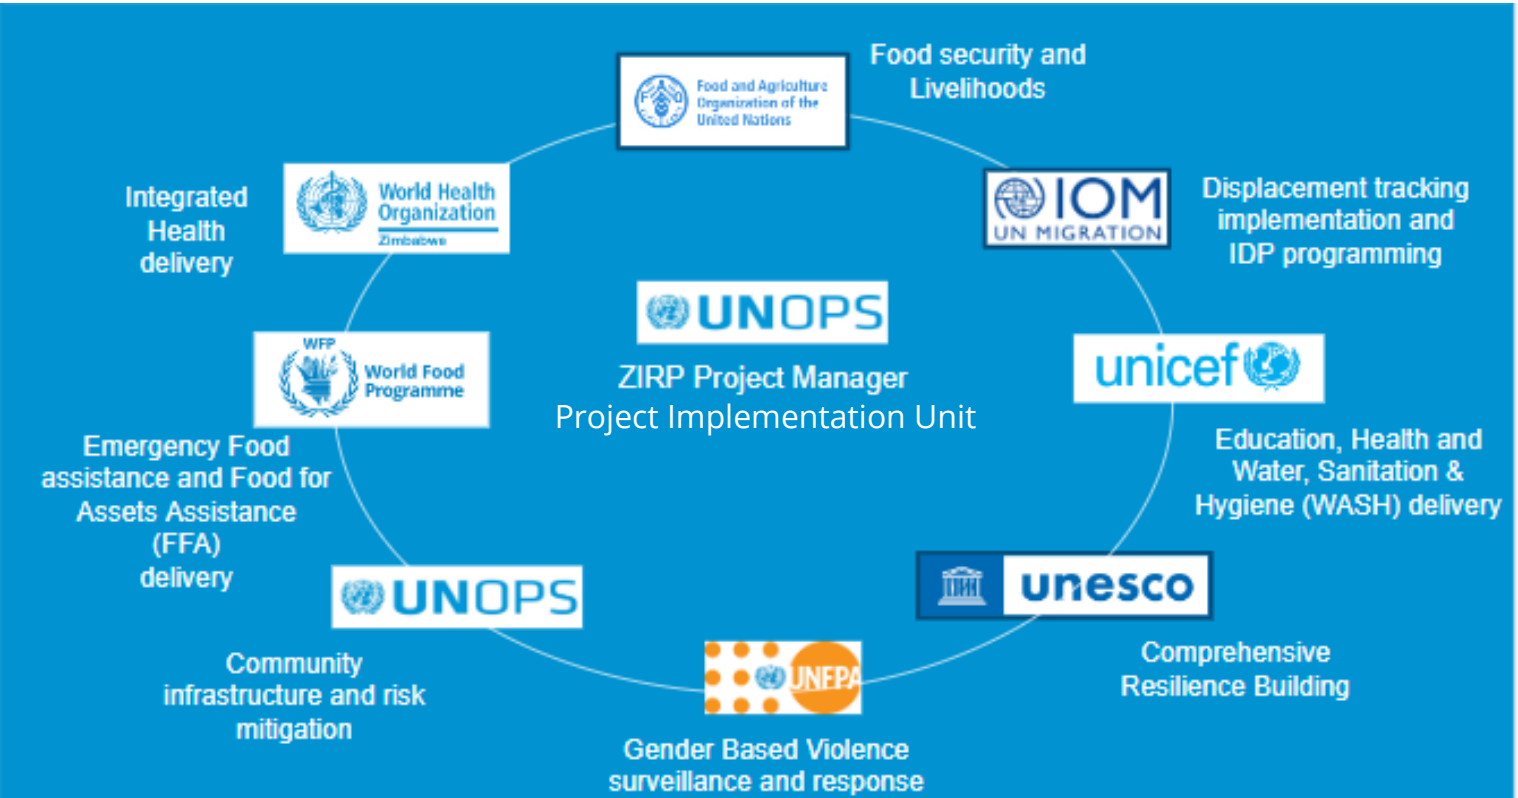 Food security and
Livelihoods
Food and Agriculture
Organization of the
United Nations
World Health
Organization
Zimbabwe
Integrated
Health
delivery
IOM
UN MIGRATION
Displacement tracking
implementation and
IDP programming
UNOPS
ZIRP Project Manager
Project Implementation Unit
WFP
World Food
Programme
Emergency Food
assistance and Food for
Assets Assistance
(FFA)
delivery
unicef
Education, Health and
Water, Sanitation &
Hygiene (WASH) delivery
UNOPS
Community
infrastructure and risk
mitigation
unesco
Comprehensive
Resilience Building
UNFPA
Gender Based Violence
surveillance and response